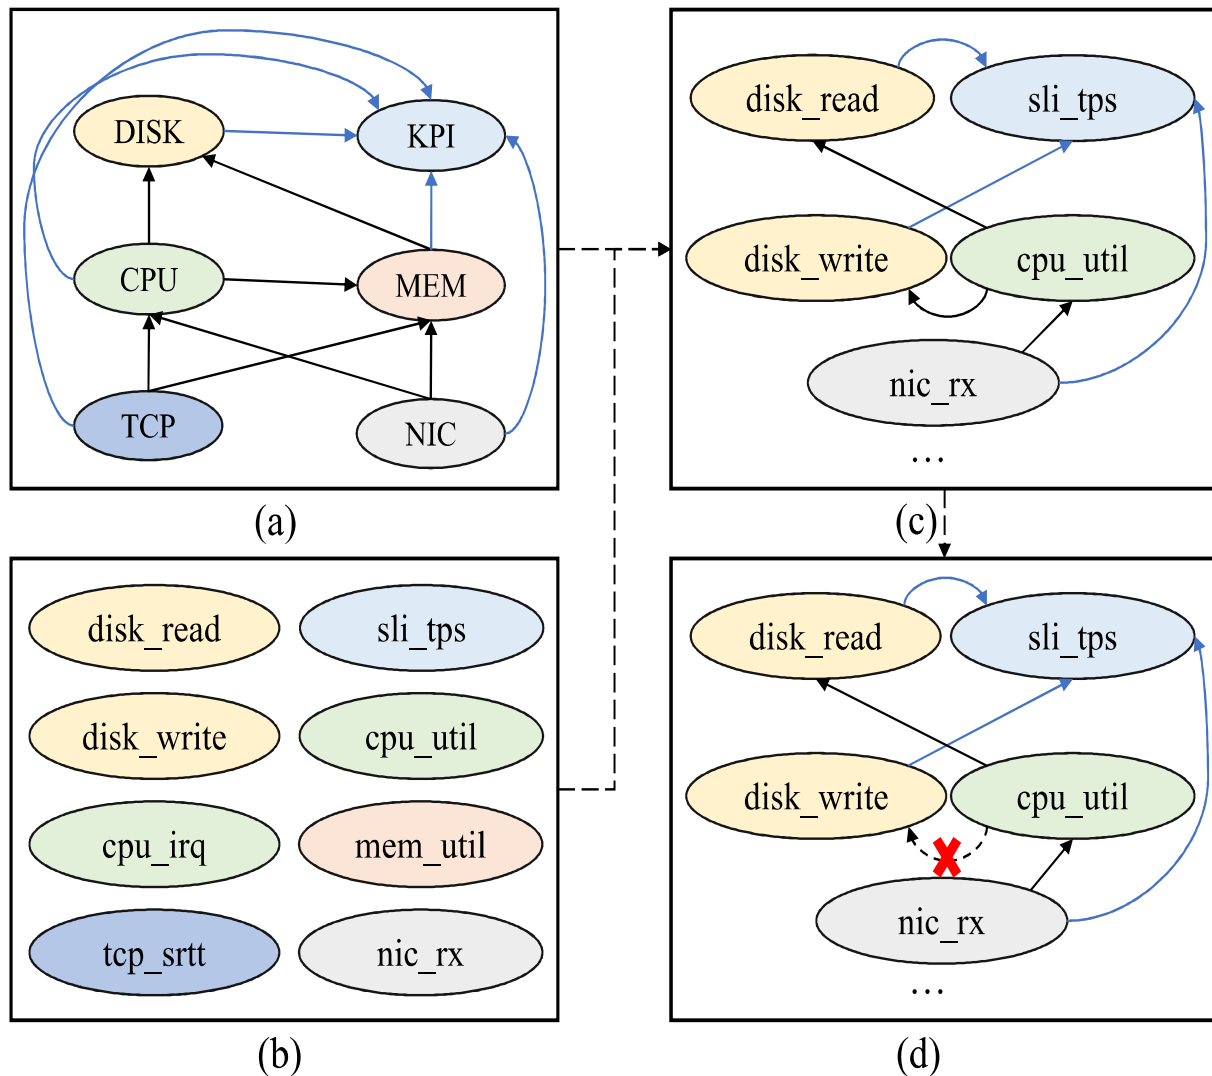 DISK
KPI
CPU
MEM
TCP
NIC
(a)
disk_read
sli_tps
disk_write
cpu_util
nic_rx
...
(c)
disk_read
sli_tps
disk_write
cpu_util
cpu_irq
mem_util
tcp_srtt
nic_rx
(b)
disk_read
sli_tps
disk_write
cpu_util
nic_rx
...
(d)